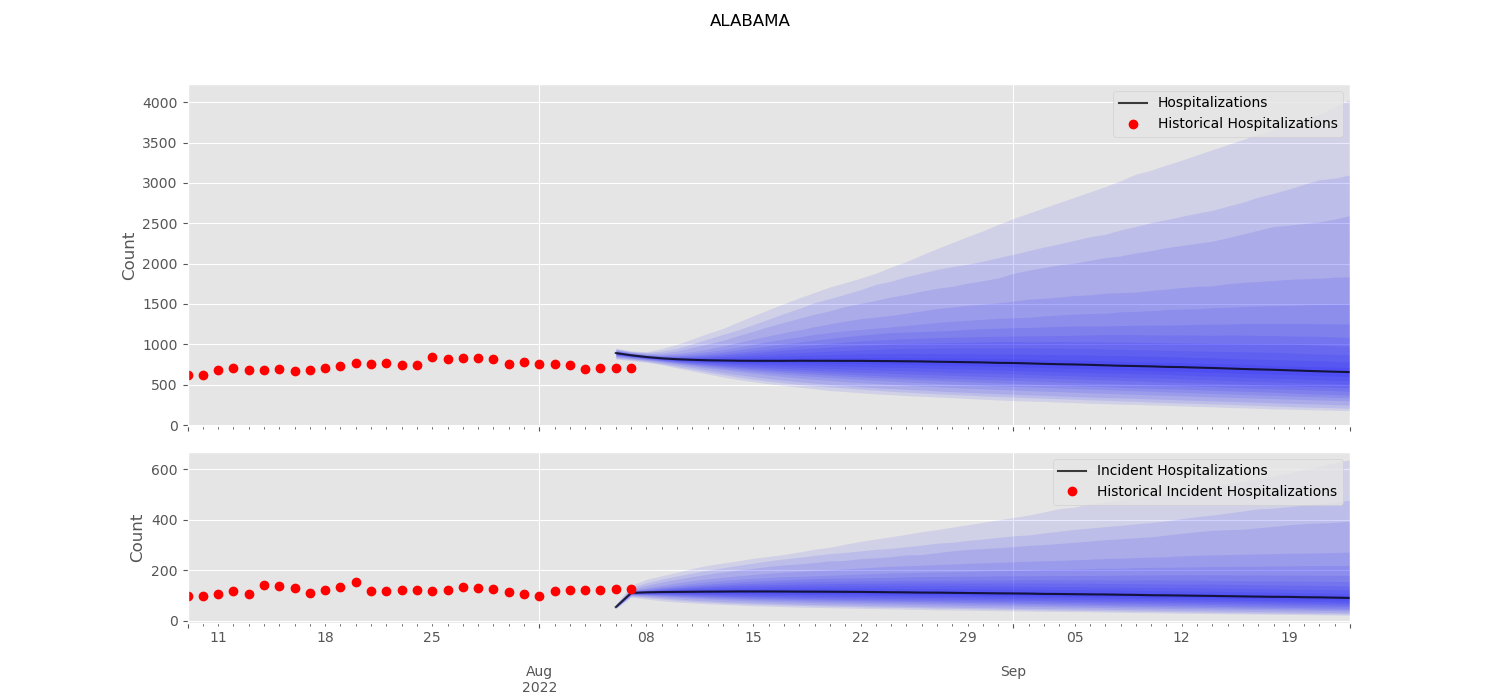 ALABAMA
4000
3500
3000
2500
2000
1500
1000
500
0
Count
Hospitalizations
Historical Hospitalizations
600
400
200
0
Count
Incident Hospitalizations
Historical Incident Hospitalizations
11 18 25 08 15 22 29 05 12 19
Aug Sep
2022